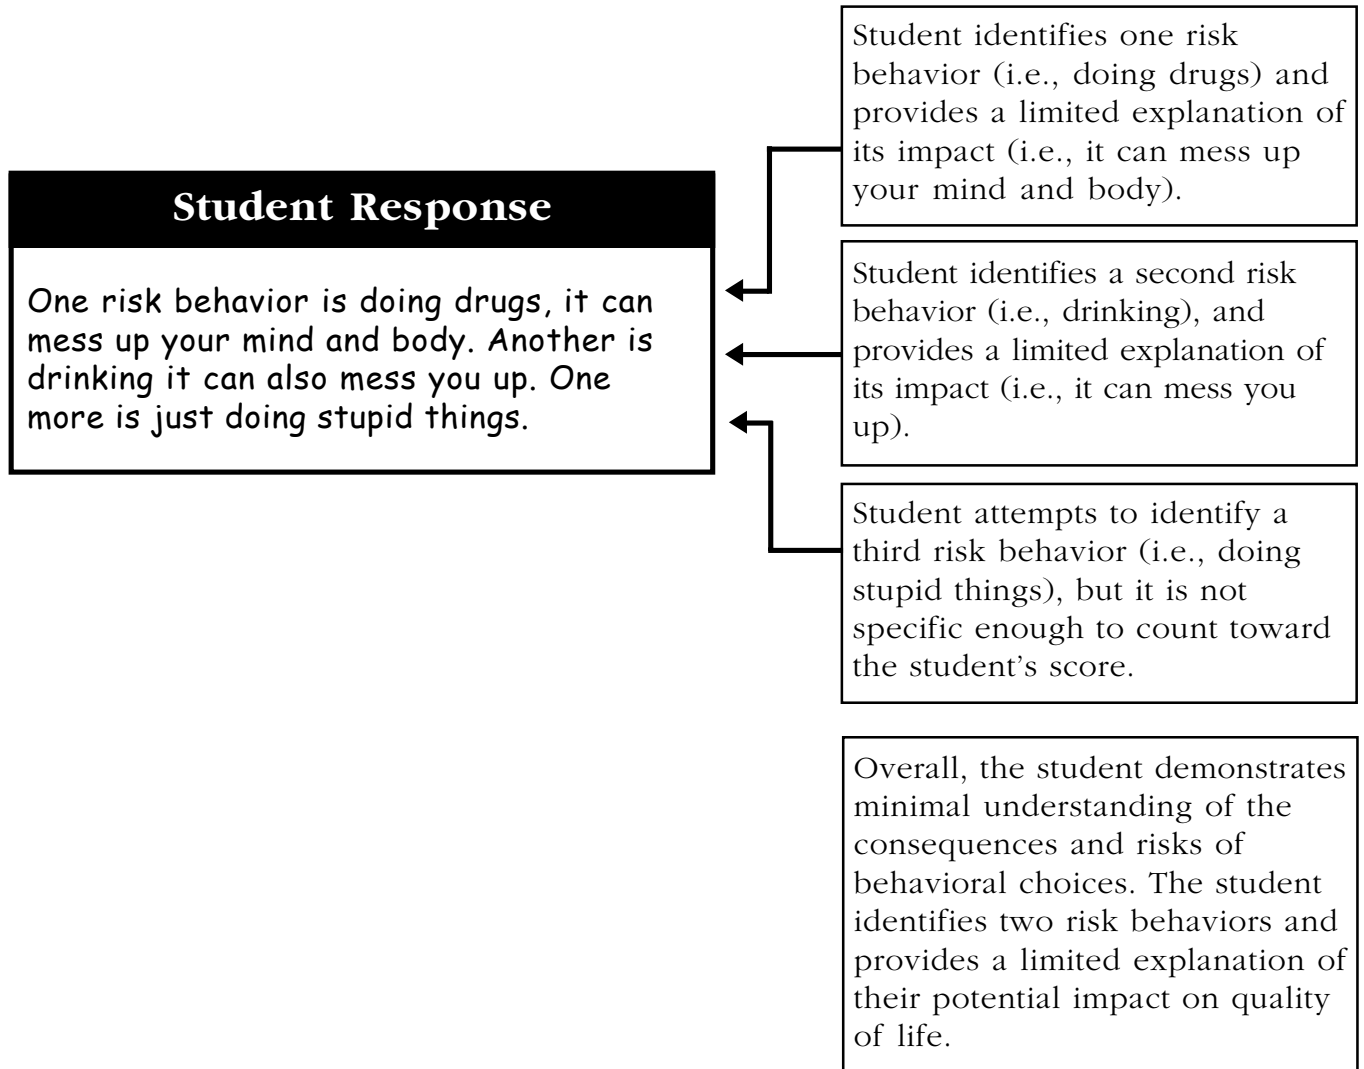 Student Response
One risk behavior is doing drugs, it can
mess up your mind and body. Another is
drinking it can also mess you up. One
more is just doing stupid things.
Student identifies one risk
behavior (i.e., doing drugs) and
provides a limited explanation of
its impact (i.e., it can mess up
your mind and body).
Student identifies a second risk
behavior (i.e., drinking), and
provides a limited explanation of
its impact (i.e., it can mess you
up).
Student attempts to identify a
third risk behavior (i.e., doing
stupid things), but it is not
specific enough to count toward
the student’s score.
Overall, the student demonstrates
minimal understanding of the
consequences and risks of
behavioral choices. The student
identifies two risk behaviors and
provides a limited explanation of
their potential impact on quality
of life.